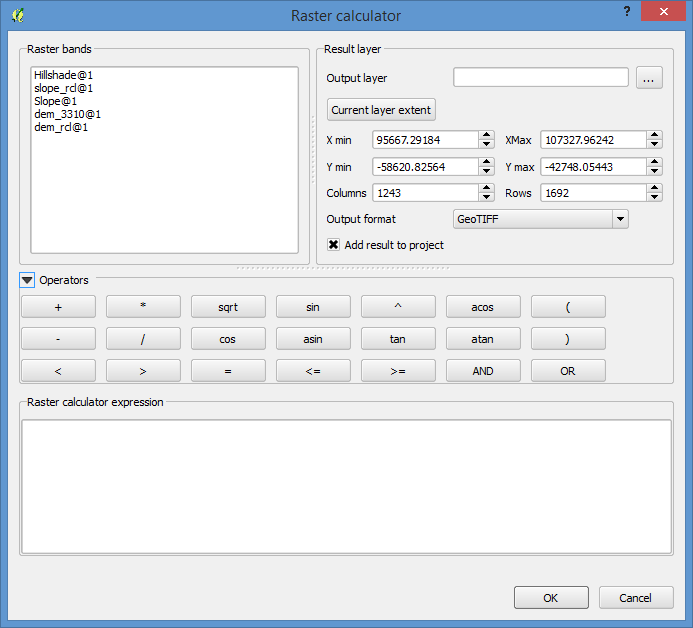 Raster calculator
?
Raster bands
Hillshade@1
slope_rcl@1
Slope@1
dem_3310@1
dem_rcl@1
Result layer
Output layer
...
Current layer extent
X min 95667.29184 XMax 107327.96242
Y min -58620.82564 Y max -42748.05443
Columns 1243 Rows 1692
Output format GeoTIFF
Add result to project
Operators
+ * sqrt sin ^ acos (
- / cos asin tan atan )
< > = <= >= AND OR
Raster calculator expression
OK Cancel